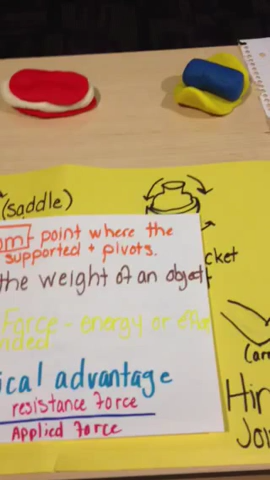 (saddle)
point where the
supported + pivots.
the weight of an object
cket
Force - energy or
vided
ical advantage
resistance Force
Applied Force
Hin
Join